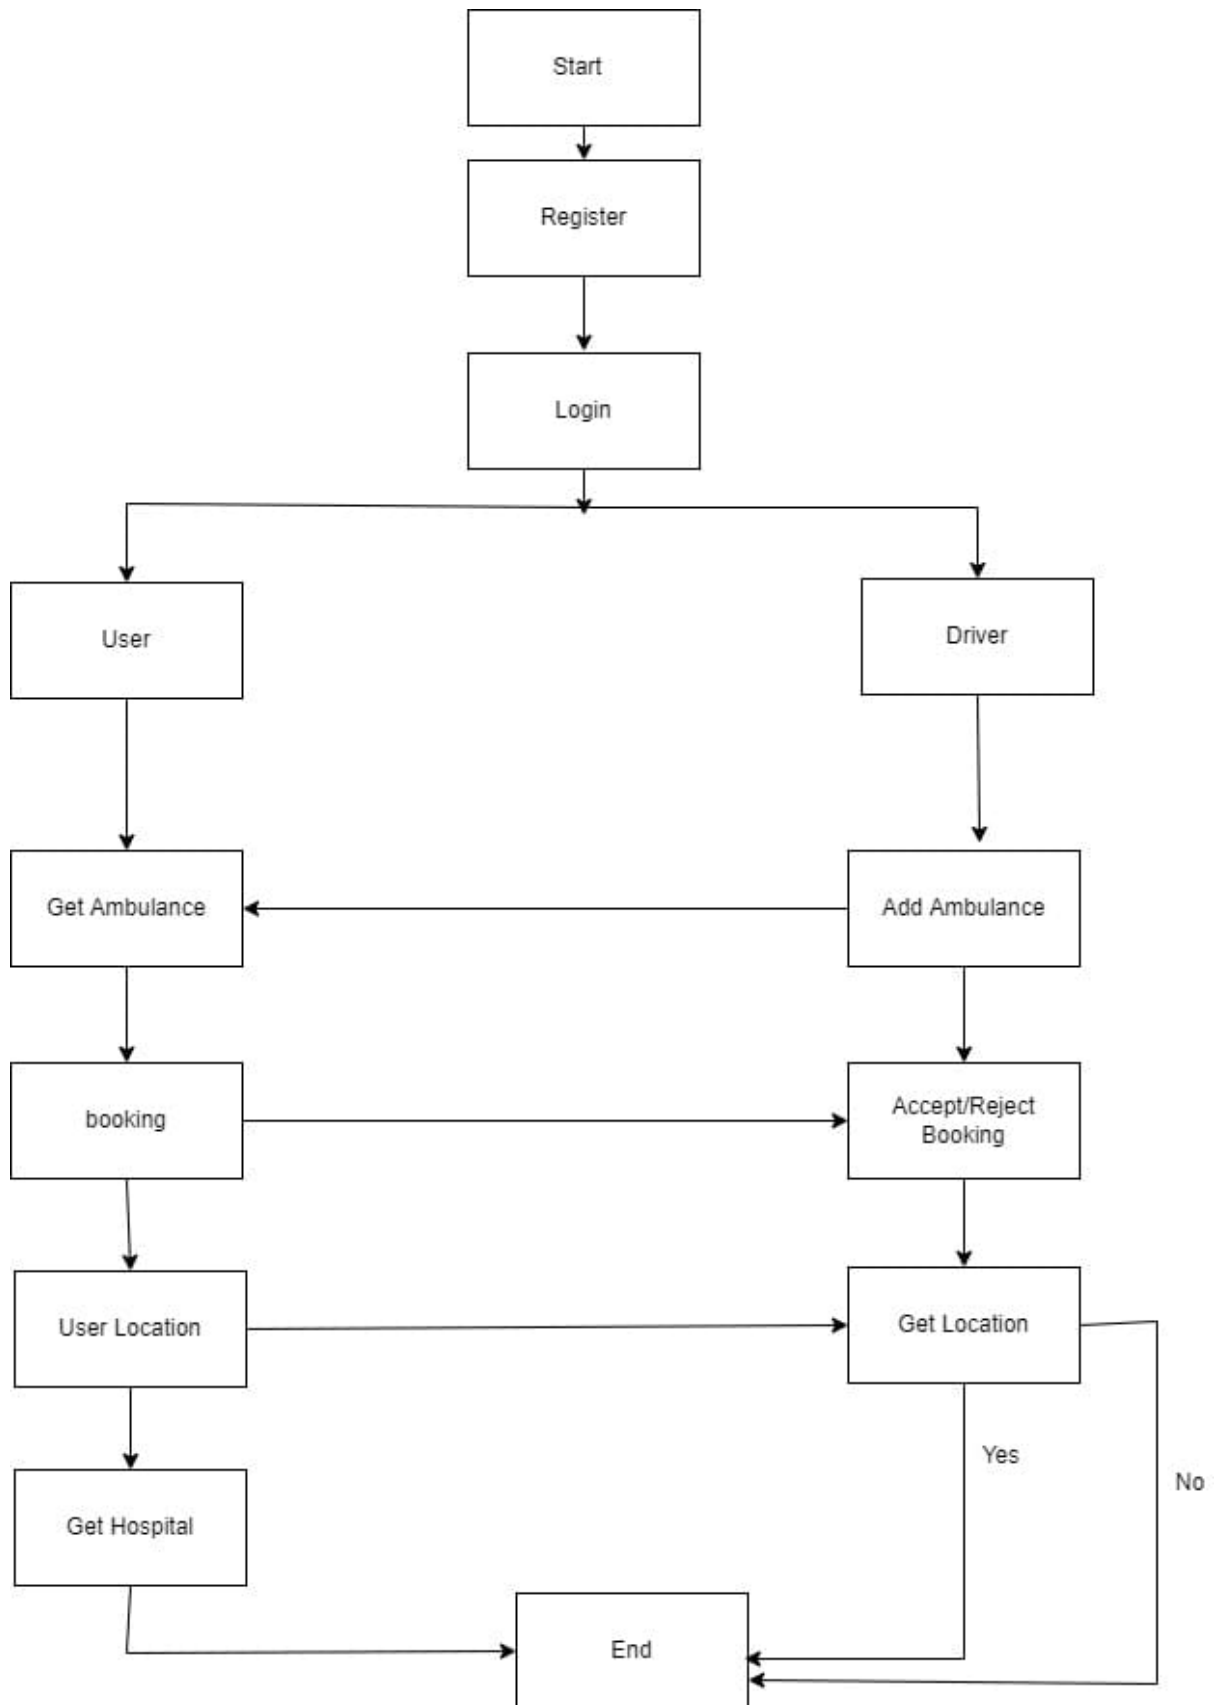 Start
Register
Login
User
Driver
Get Ambulance
Add Ambulance
booking
Accept/Reject
Booking
User Location
Get Location
Yes
No
Get Hospital
End